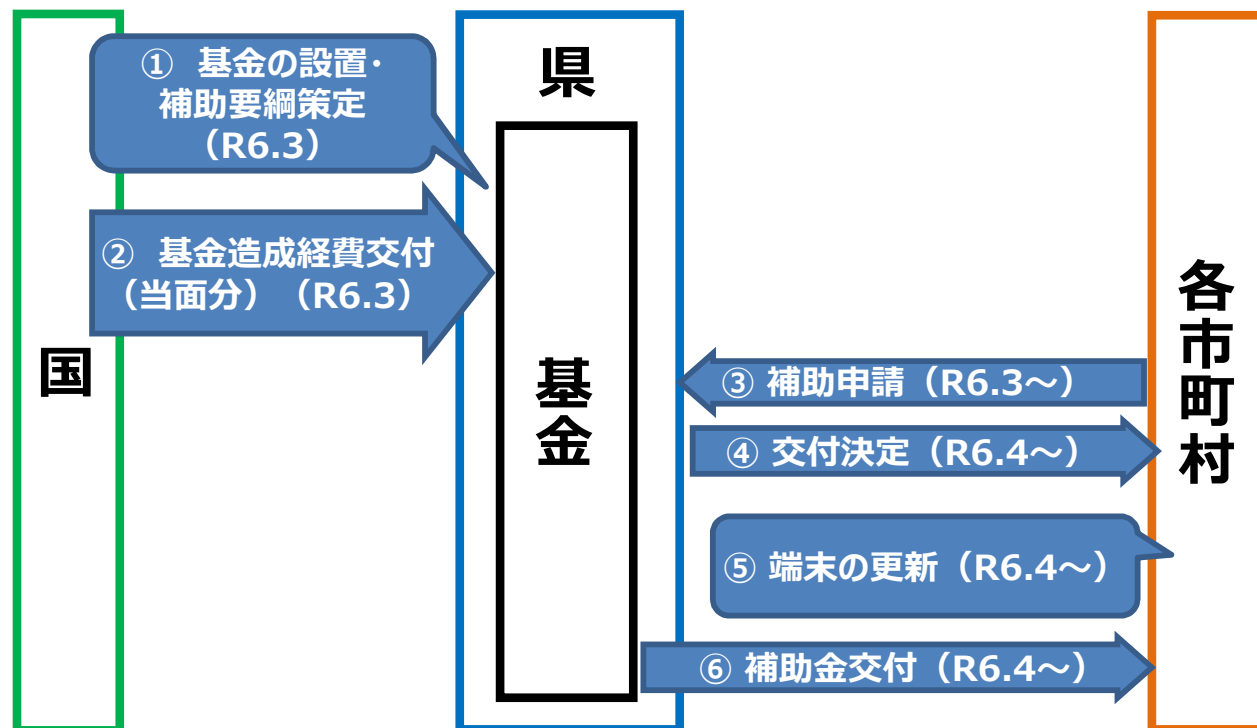 国
県
基金
各市町村
① 基金の設置・
補助要綱策定
（R6.3）
② 基金造成経費交付
（当面分）（R6.3）
③ 補助申請（R6.3～）
④ 交付決定（R6.4～）
⑤ 端末の更新（R6.4～）
⑥ 補助金交付（R6.4～）